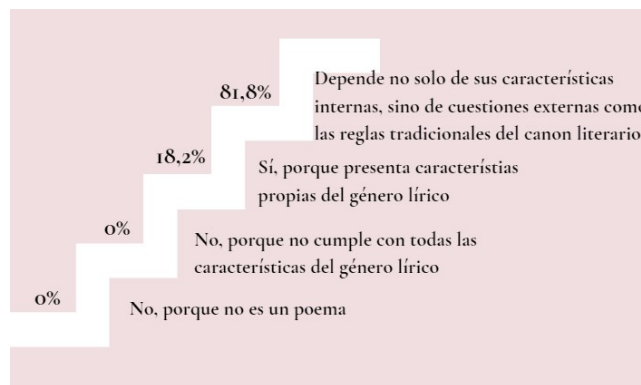 81,8%
Depende no solo de sus características
internas, sino de cuestiones externas como
las reglas tradicionales del canon literario
18,2%
Sí, porque presenta característias
propias del género lírico
0%
No, porque no cumple con todas las
características del género lírico
0%
No, porque no es un poema